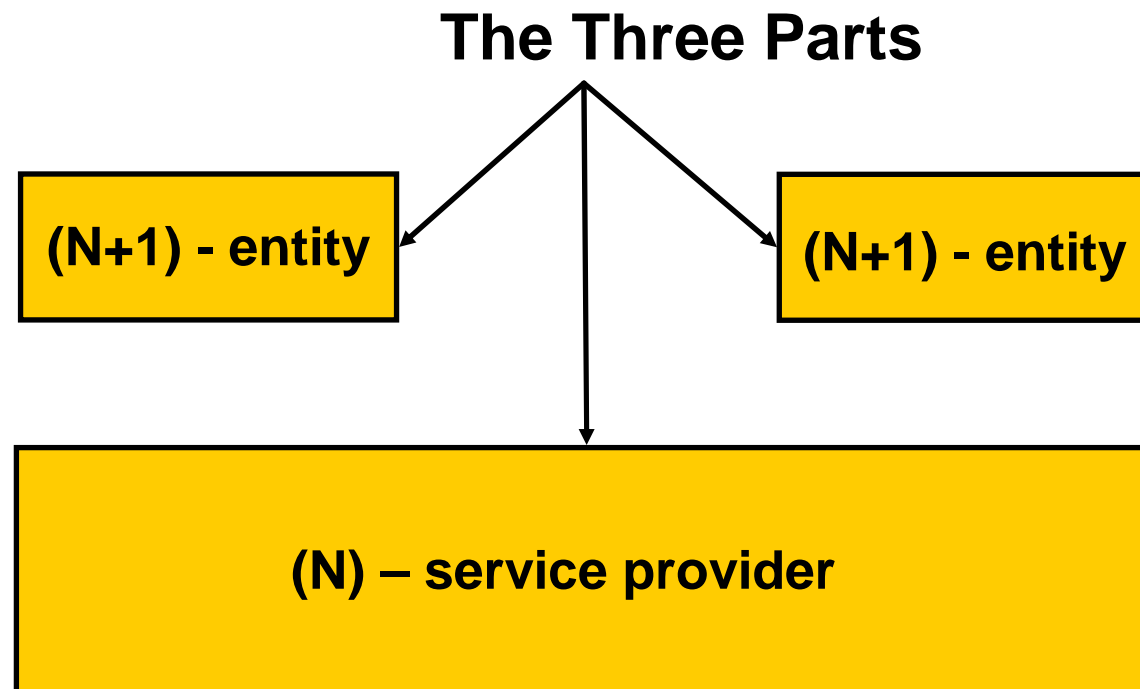 The Three Parts
(N+1) - entity
(N+1) - entity
(N) – service provider